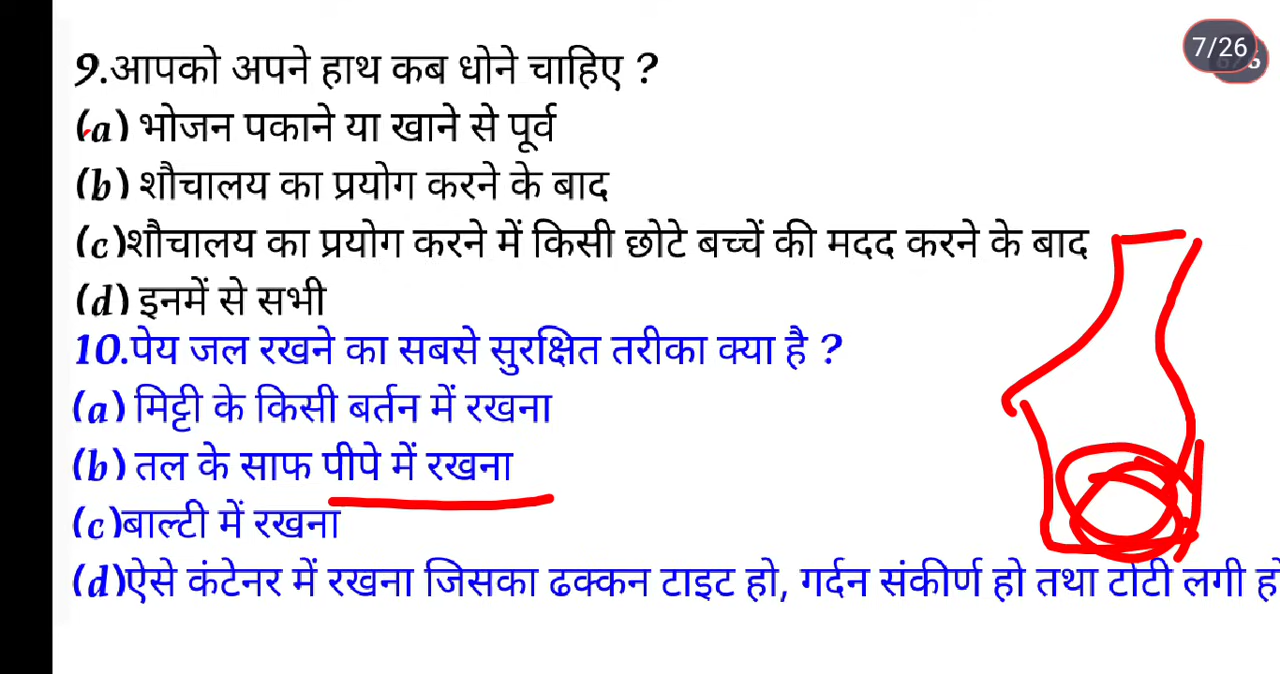 7/26
9.आपको अपने हाथ कब धोने चाहिए ?
(a) भोजन पकाने या खाने से पूर्व
(b) शौचालय का प्रयोग करने के बाद
(c)शौचालय का प्रयोग करने में किसी छोटे बच्चें की मदद करने के बाद
(d) इनमें से सभी
10.पेय जल रखने का सबसे सुरक्षित तरीका क्या है ?
(a) मिट्टी के किसी बर्तन में रखना
(b) तल के साफ पीपे में रखना
(c)बाल्टी में रखना
(d)ऐसे कंटेनर में रखना जिसका ढक्कन टाइट हो, गर्दन संकीर्ण हो तथा टोटी लगी हो